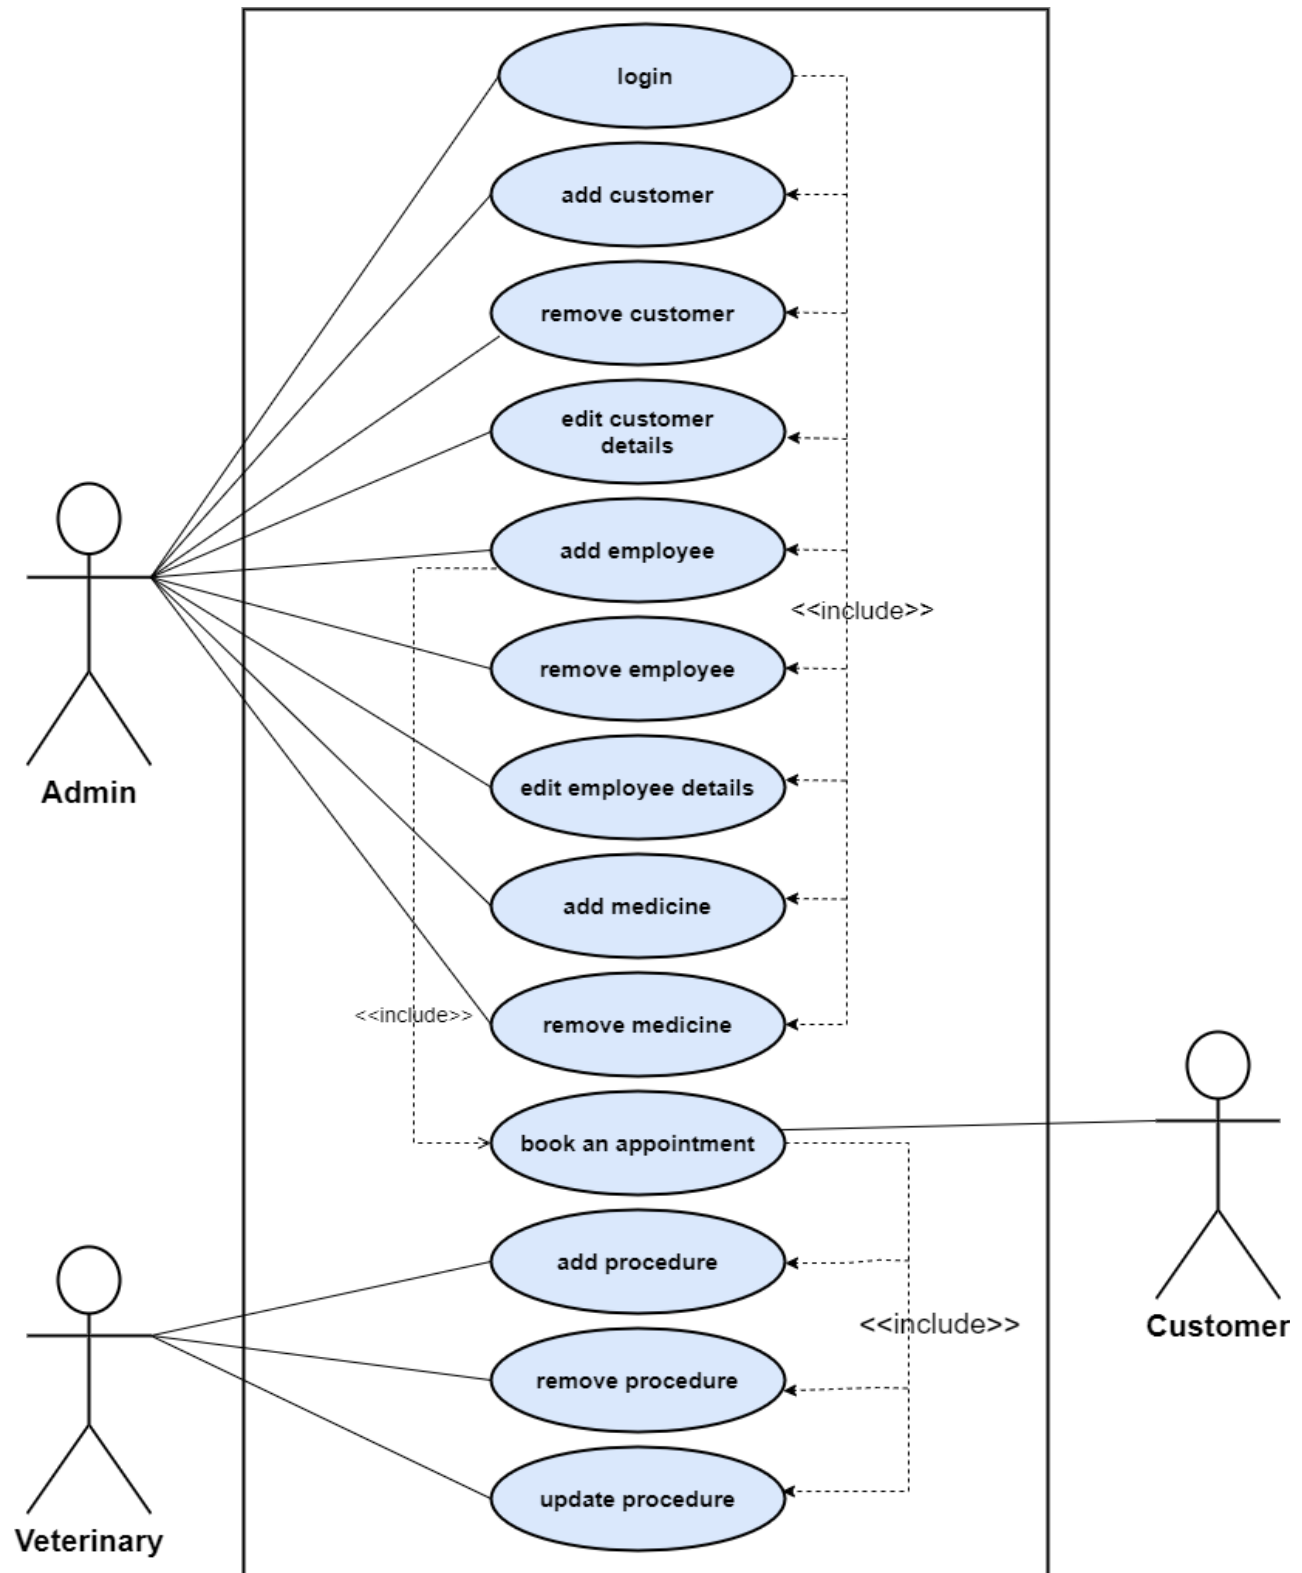 login
add customer
remove customer
edit customer
details
add employee
<<include>>
remove employee
Admin
edit employee details
add medicine
<<include>>
remove medicine
book an appointment
add procedure
<<include>>
Customer
remove procedure
update procedure
Veterinary